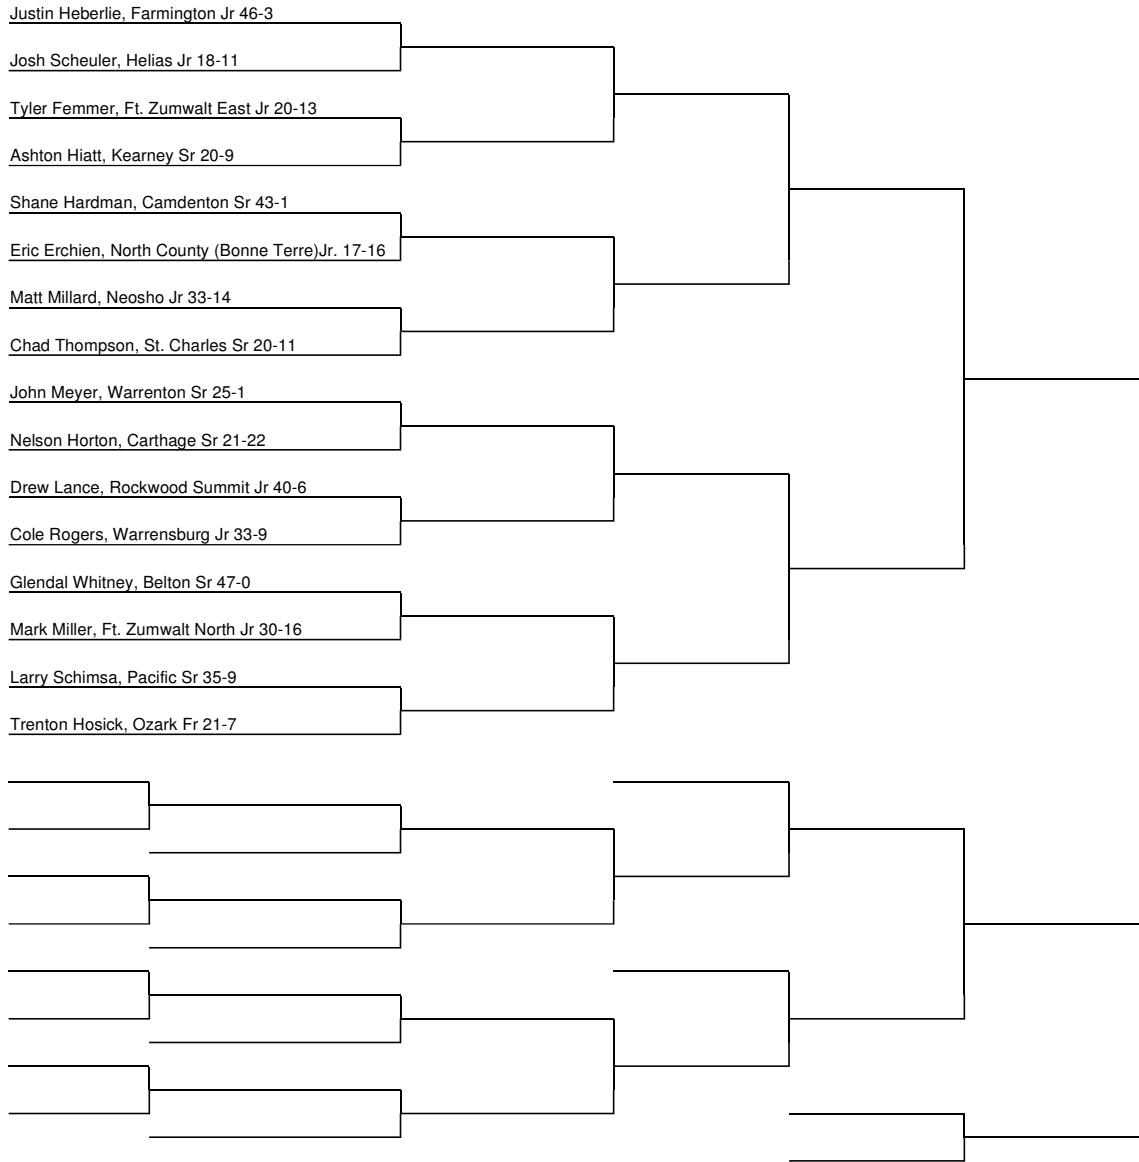 Justin Heberlie, Farmington Jr 46-3
Josh Scheuler, Helias Jr 18-11
Tyler Femmer, Ft. Zumwalt East Jr 20-13
Ashton Hiatt, Kearney Sr 20-9
Shane Hardman, Camdenton Sr 43-1
Eric Erchien, North County (Bonne Terre)Jr. 17-16
Matt Millard, Neosho Jr 33-14
Chad Thompson, St. Charles Sr 20-11
John Meyer, Warrenton Sr 25-1
Nelson Horton, Carthage Sr 21-22
Drew Lance, Rockwood Summit Jr 40-6
Cole Rogers, Warrensburg Jr 33-9
Glendal Whitney, Belton Sr 47-0
Mark Miller, Ft. Zumwalt North Jr 30-16
Larry Schimsa, Pacific Sr 35-9
Trenton Hosick, Ozark Fr 21-7